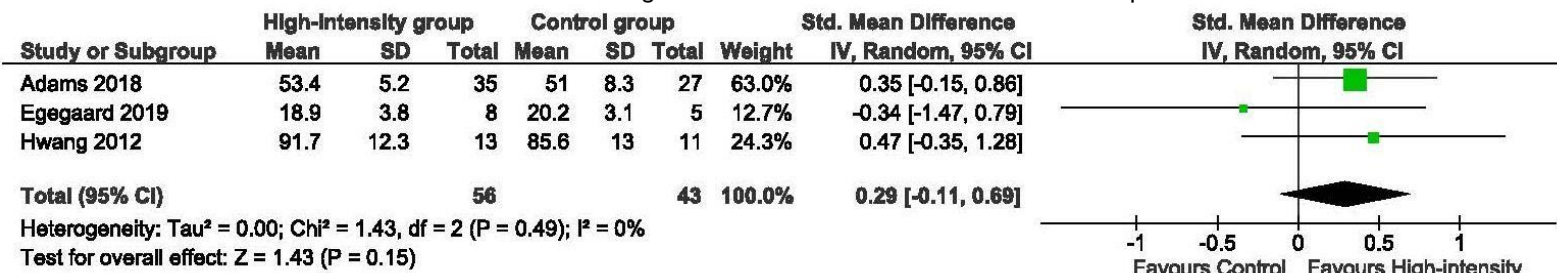 High-intensity group Control group Std. Mean Difference Std. Mean Difference
Study or Subgroup Mean SD Total Mean SD Total Weight IV, Random, 95% CI IV, Random, 95% CI
Adams 2018 53.4 5.2 35 51 8.3 27 63.0% 0.35 [-0.15, 0.86]
Egegaard 2019 18.9 3.8 8 20.2 3.1 5 12.7% -0.34 [-1.47, 0.79]
Hwang 2012 91.7 12.3 13 85.6 13 11 24.3% 0.47 [-0.35, 1.28]
Total (95% CI) 56 43 100.0% 0.29 [-0.11, 0.69]
Heterogeneity: Tau² = 0.00; Chi² = 1.43, df = 2 (P = 0.49); I² = 0%
Test for overall effect: Z = 1.43 (P = 0.15)
-1 -0.5 0 0.5 1
Favours Control Favours High-intensity